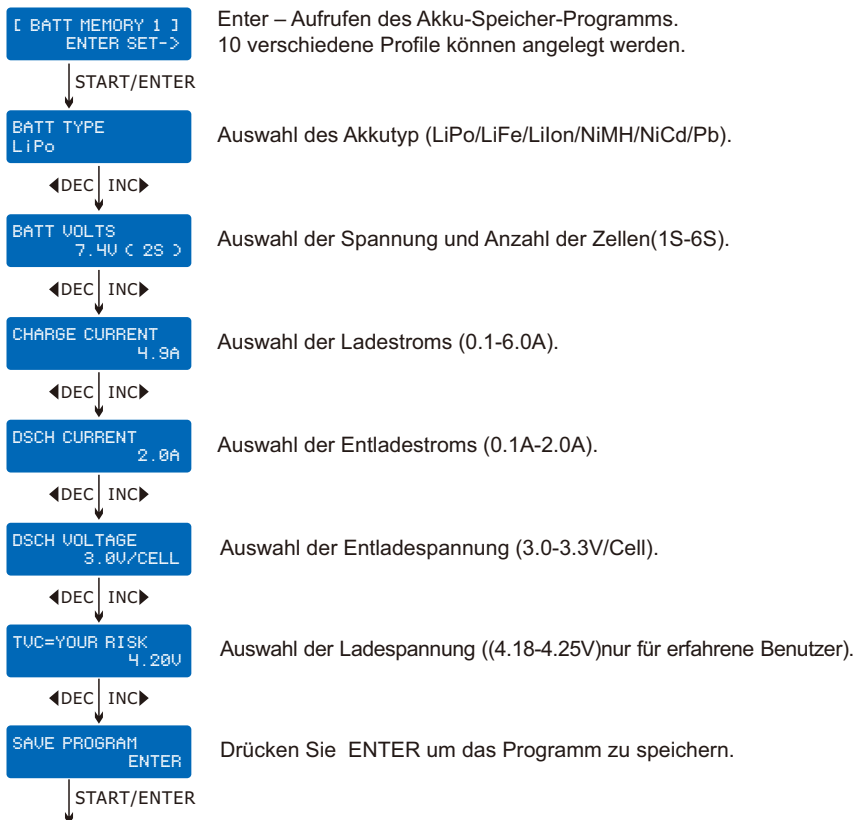 [ BATT MEMORY 1 ]
ENTER SET->
Enter – Aufrufen des Akku-Speicher-Programms.
10 verschiedene Profile können angelegt werden.
START/ENTER
BATT TYPE
LiPo
Auswahl des Akkutyp (LiPo/LiFe/LiIon/NiMH/NiCd/Pb).
◀DEC INC▶
BATT VOLTS
7.4V ( 2S )
Auswahl der Spannung und Anzahl der Zellen(1S-6S).
◀DEC INC▶
CHARGE CURRENT
4.9A
Auswahl der Ladestroms (0.1-6.0A).
◀DEC INC▶
DSCH CURRENT
2.0A
Auswahl der Entladestroms (0.1A-2.0A).
◀DEC INC▶
DSCH VOLTAGE
3.0V/CELL
Auswahl der Entladespannung (3.0-3.3V/Cell).
◀DEC INC▶
TVC=YOUR RISK
4.20V
Auswahl der Ladespannung ((4.18-4.25V)nur für erfahrene Benutzer).
◀DEC INC▶
SAVE PROGRAM
ENTER
Drücken Sie ENTER um das Programm zu speichern.
START/ENTER